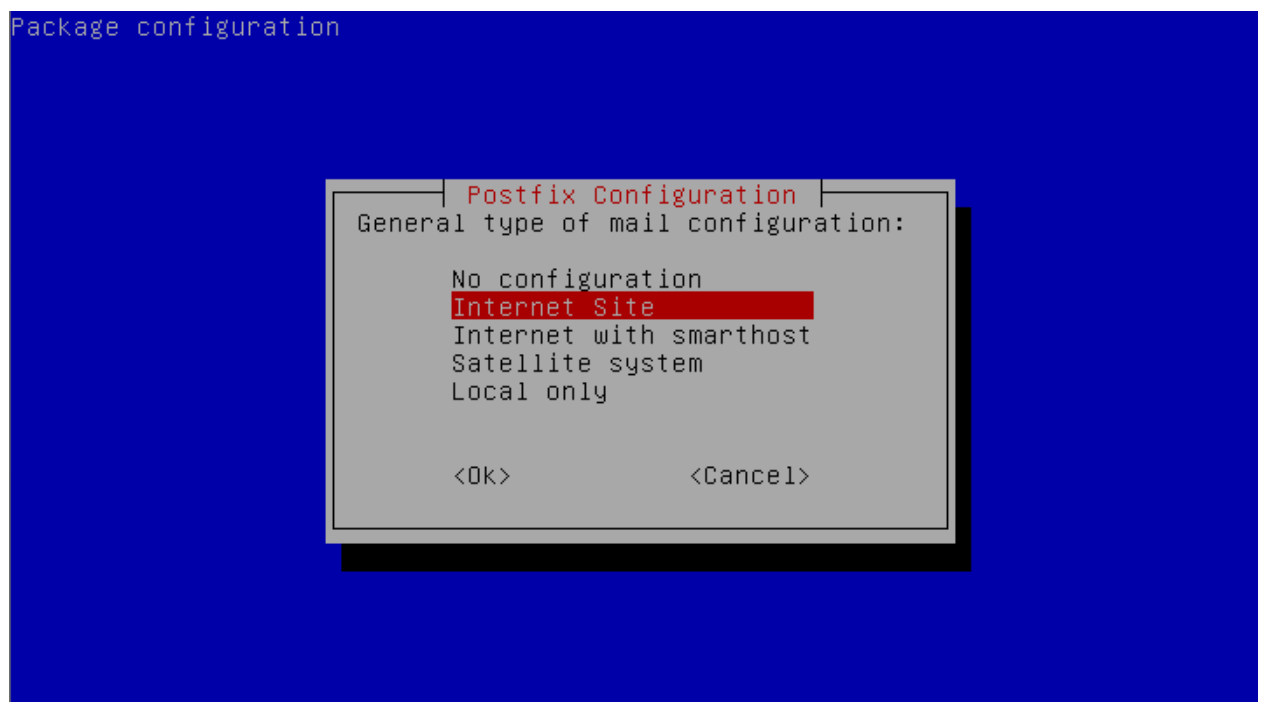 Package configuration
Postfix Configuration
General type of mail configuration:
No configuration
Internet Site
Internet with smarthost
Satellite system
Local only
<Ok> <Cancel>